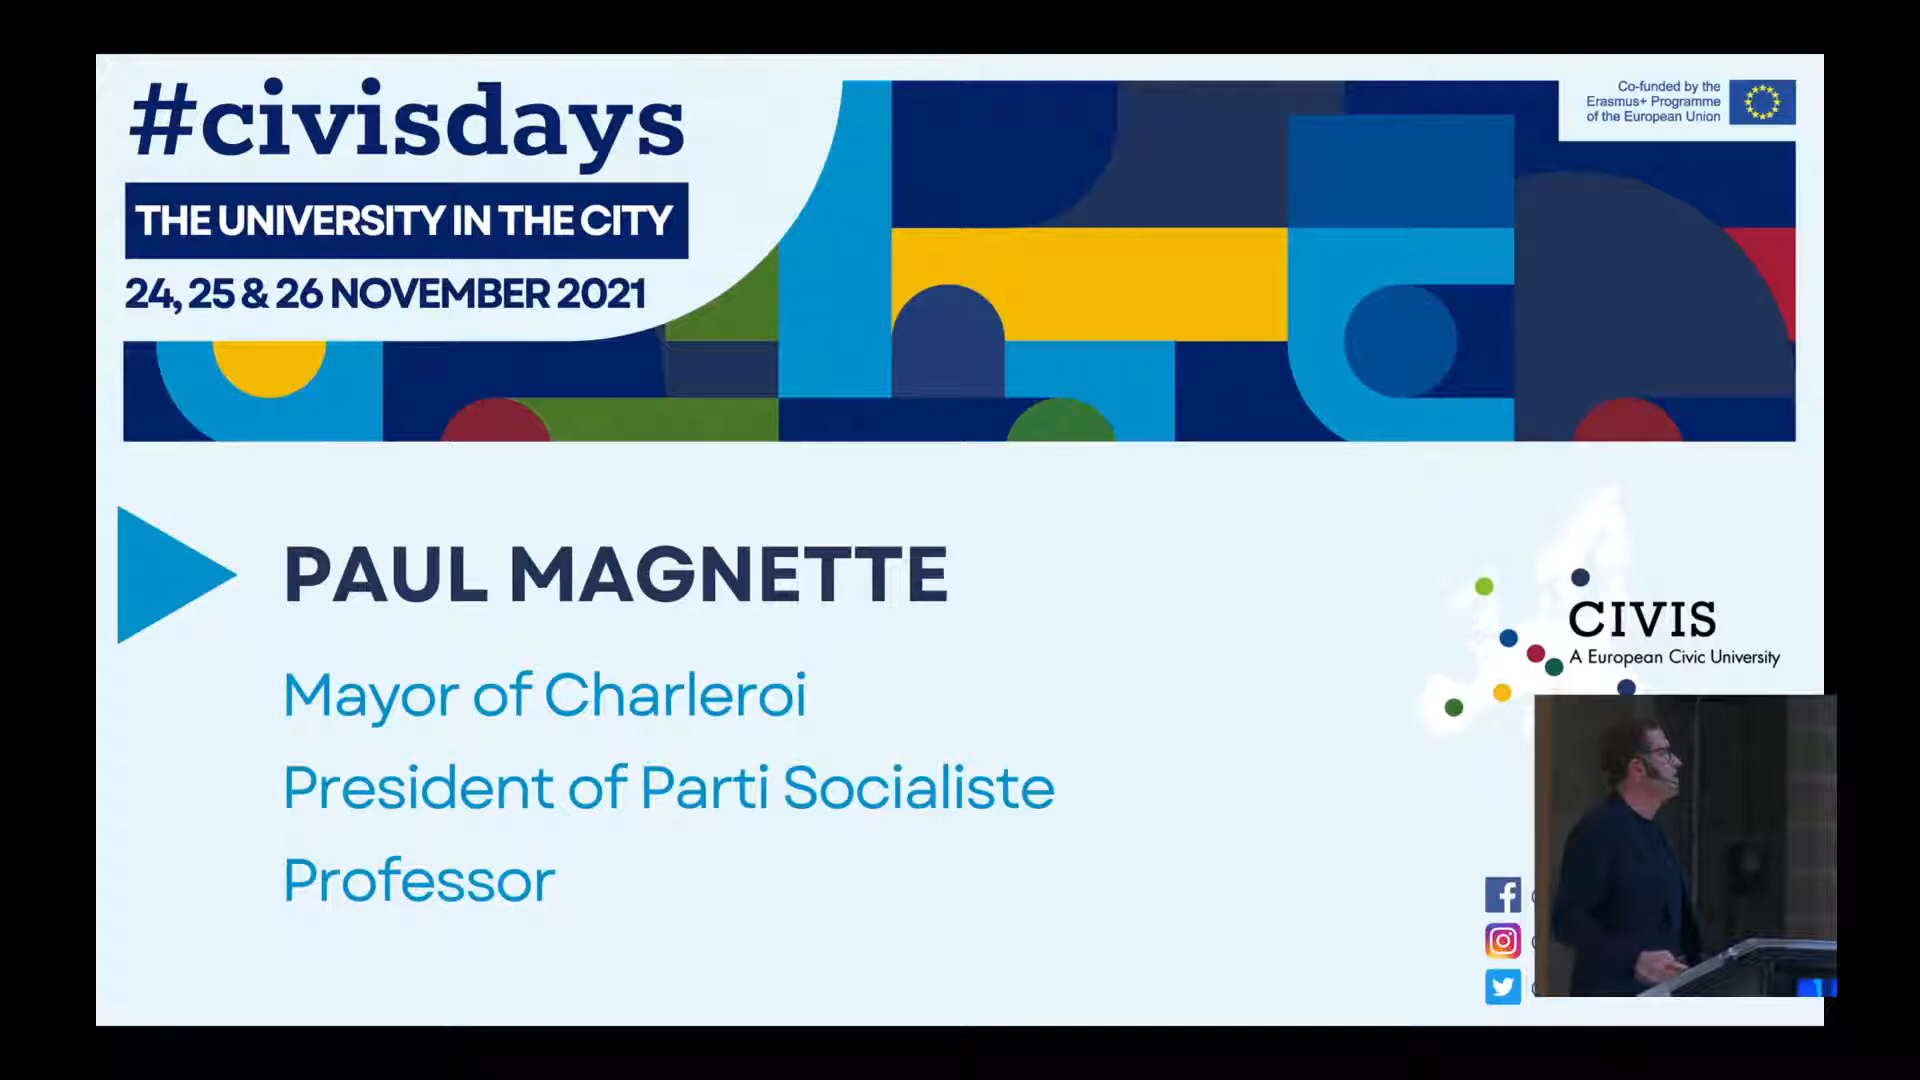 #civisdays
THE UNIVERSITY IN THE CITY
24, 25 & 26 NOVEMBER 2021
Co-funded by the
Erasmus+ Programme
of the European Union
PAUL MAGNETTE
Mayor of Charleroi
President of Parti Socialiste
Professor
CIVIS
A European Civic University